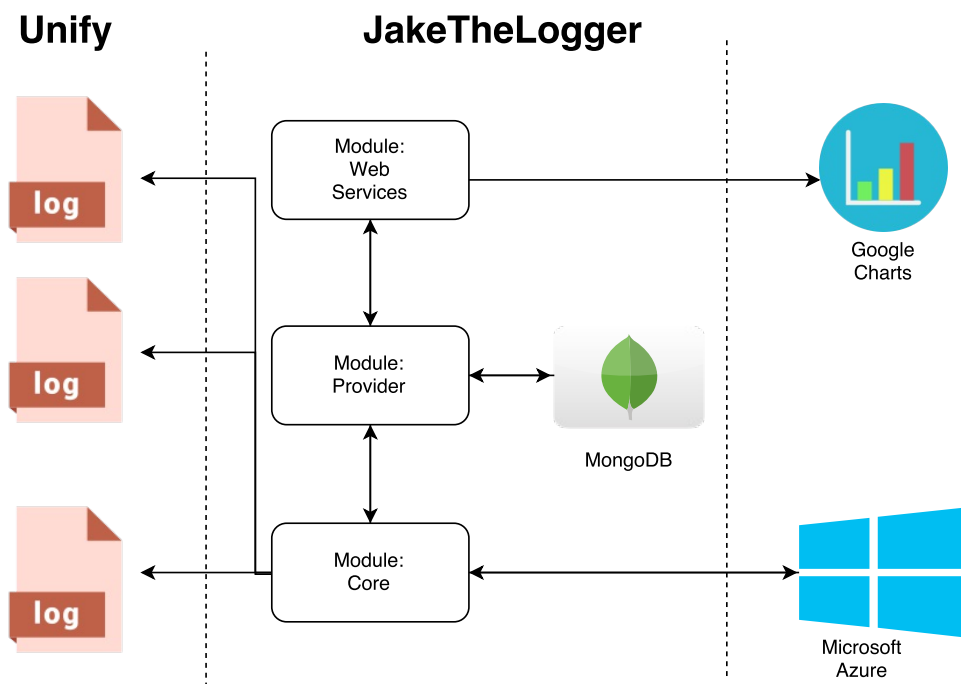 Unify
JakeTheLogger
log
Module:
Web
Services
Google
Charts
log
Module:
Provider
MongoDB
log
Module:
Core
Microsoft
Azure